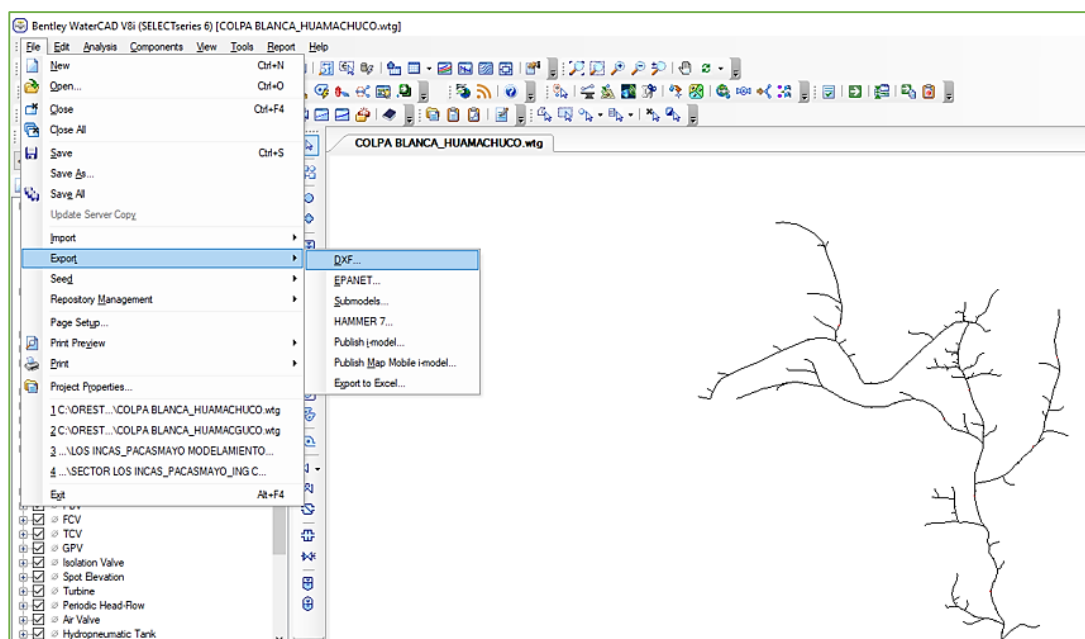 Bentley WaterCAD V8i (SELECTseries 6) [COLPA BLANCA_HUAMACHUCO.wtg]
File Edit Analysis Components View Tools Report Help
New Ctrl+N
Open... Ctrl+O
Close Ctrl+F4
Close All
Save Ctrl+S
Save As...
Save All
Update Server Copy
Import
Export
Seed
Repository Management
Page Setup...
Print Preview
Print
Project Properties...
1 C:\OREST...\COLPA BLANCA_HUAMACHUCO.wtg
2 C:\OREST...\COLPA BLANCA_HUAMACGUCO.wtg
3 ...\LOS INCAS_PACASMAYO MODELAMIENTO...
4 ...\SECTOR LOS INCAS_PACASMAYO_ING C...
Exit Alt+F4
DXF...
EPANET...
Submodels...
HAMMER 7...
Publish i-model...
Publish Map Mobile i-model...
Export to Excel...
COLPA BLANCA_HUAMACHUCO.wtg
FCV
TCV
GPV
Isolation Valve
Spot Elevation
Turbine
Periodic Head-Flow
Air Valve
Hydropneumatic Tank